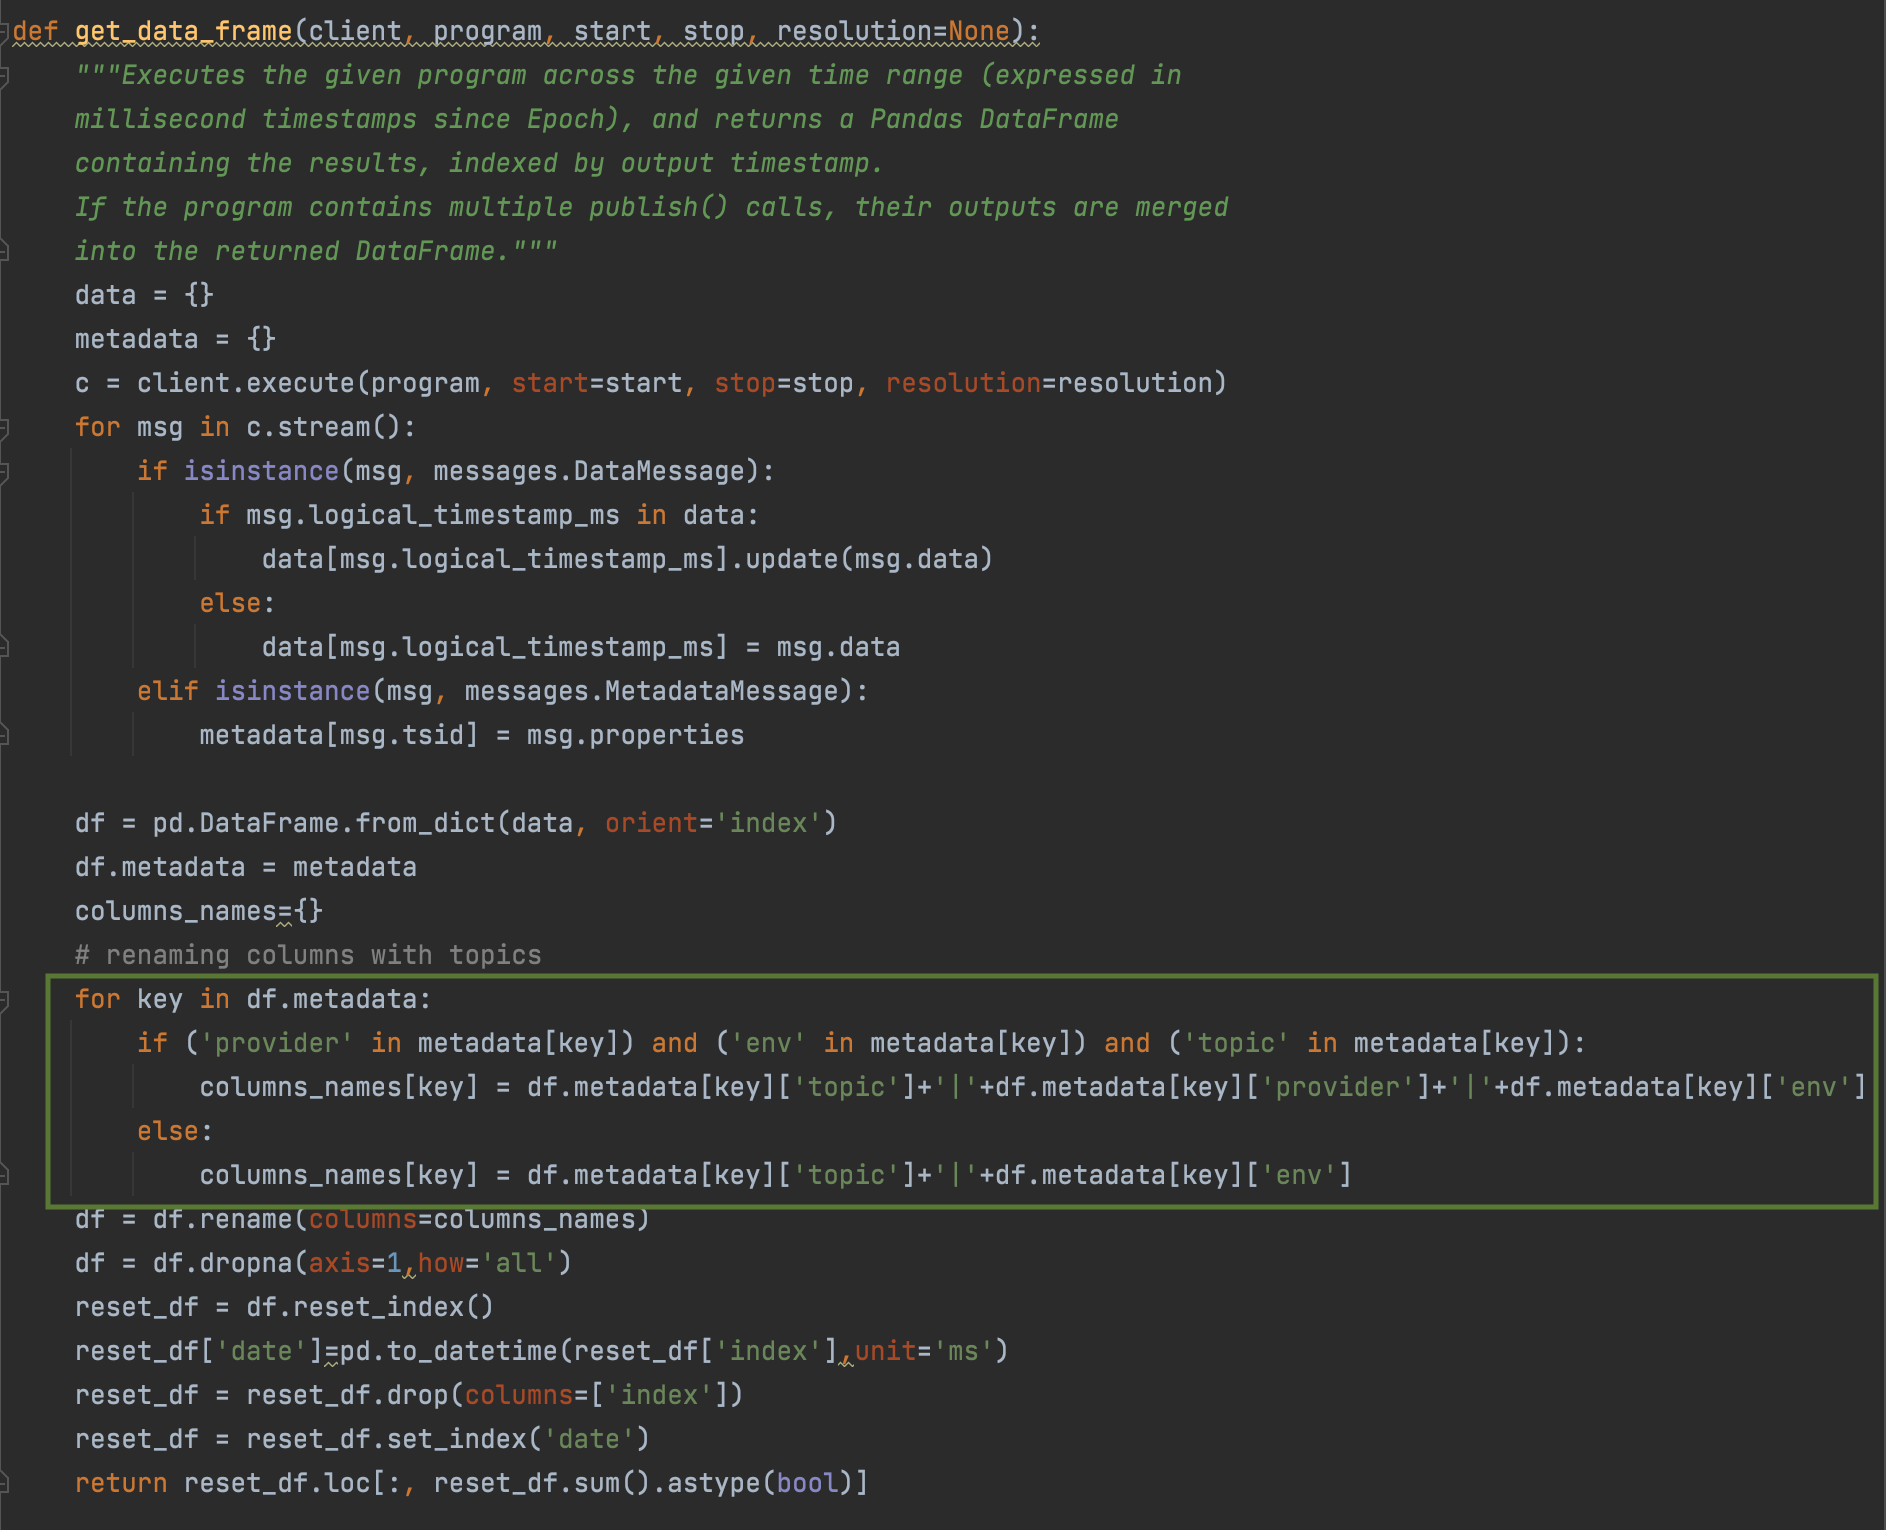 def get_data_frame(client, program, start, stop, resolution=None):
    """Executes the given program across the given time range (expressed in
    millisecond timestamps since Epoch), and returns a Pandas DataFrame
    containing the results, indexed by output timestamp.
    If the program contains multiple publish() calls, their outputs are merged
    into the returned DataFrame."""
    data = {}
    metadata = {}
    c = client.execute(program, start=start, stop=stop, resolution=resolution)
    for msg in c.stream():
        if isinstance(msg, messages.DataMessage):
            if msg.logical_timestamp_ms in data:
                data[msg.logical_timestamp_ms].update(msg.data)
            else:
                data[msg.logical_timestamp_ms] = msg.data
        elif isinstance(msg, messages.MetadataMessage):
            metadata[msg.tsid] = msg.properties
    df = pd.DataFrame.from_dict(data, orient='index')
    df.metadata = metadata
    columns_names={}
    # renaming columns with topics
    for key in df.metadata:
        if ('provider' in metadata[key]) and ('env' in metadata[key]) and ('topic' in metadata[key]):
            columns_names[key] = df.metadata[key]['topic']+'|'+df.metadata[key]['provider']+'|'+df.metadata[key]['env']
        else:
            columns_names[key] = df.metadata[key]['topic']+'|'+df.metadata[key]['env']
    df = df.rename(columns=columns_names)
    df = df.dropna(axis=1,how='all')
    reset_df = df.reset_index()
    reset_df['date']=pd.to_datetime(reset_df['index'],unit='ms')
    reset_df = reset_df.drop(columns=['index'])
    reset_df = reset_df.set_index('date')
    return reset_df.loc[:, reset_df.sum().astype(bool)]